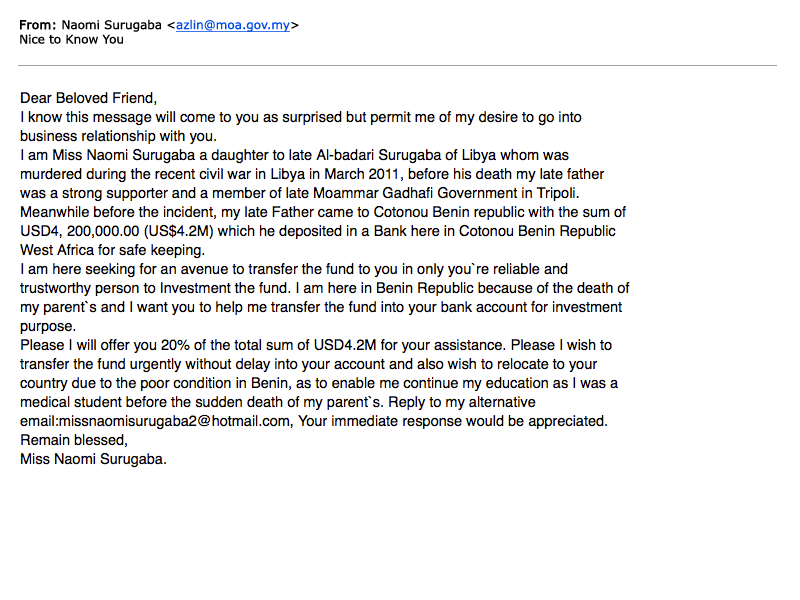 From: Naomi Surugaba <azlin@moa.gov.my>
Nice to Know You
Dear Beloved Friend,
I know this message will come to you as surprised but permit me of my desire to go into
business relationship with you.
I am Miss Naomi Surugaba a daughter to late Al-badari Surugaba of Libya whom was
murdered during the recent civil war in Libya in March 2011, before his death my late father
was a strong supporter and a member of late Moammar Gadhafi Government in Tripoli.
Meanwhile before the incident, my late Father came to Cotonou Benin republic with the sum of
USD4, 200,000.00 (US$4.2M) which he deposited in a Bank here in Cotonou Benin Republic
West Africa for safe keeping.
I am here seeking for an avenue to transfer the fund to you in only you`re reliable and
trustworthy person to Investment the fund. I am here in Benin Republic because of the death of
my parent`s and I want you to help me transfer the fund into your bank account for investment
purpose.
Please I will offer you 20% of the total sum of USD4.2M for your assistance. Please I wish to
transfer the fund urgently without delay into your account and also wish to relocate to your
country due to the poor condition in Benin, as to enable me continue my education as I was a
medical student before the sudden death of my parent`s. Reply to my alternative
email:missnaomisurugaba2@hotmail.com, Your immediate response would be appreciated.
Remain blessed,
Miss Naomi Surugaba.